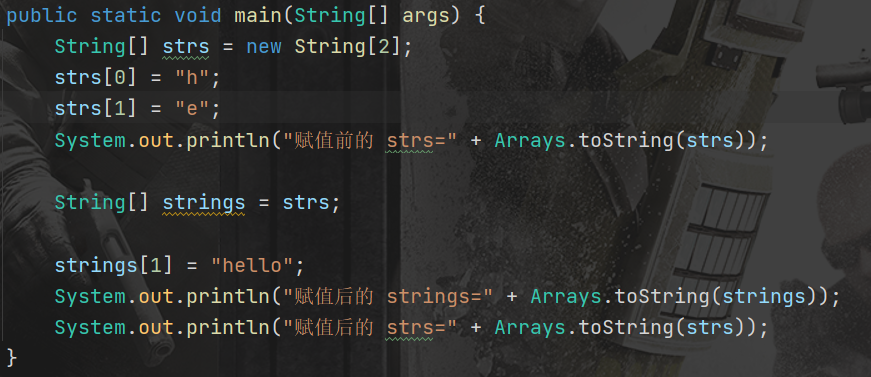 public static void main(String[] args) {
    String[] strs = new String[2];
    strs[0] = "h";
    strs[1] = "e";
    System.out.println("赋值前的 strs=" + Arrays.toString(strs));
    String[] strings = strs;
    strings[1] = "hello";
    System.out.println("赋值后的 strings=" + Arrays.toString(strings));
    System.out.println("赋值后的 strs=" + Arrays.toString(strs));
}